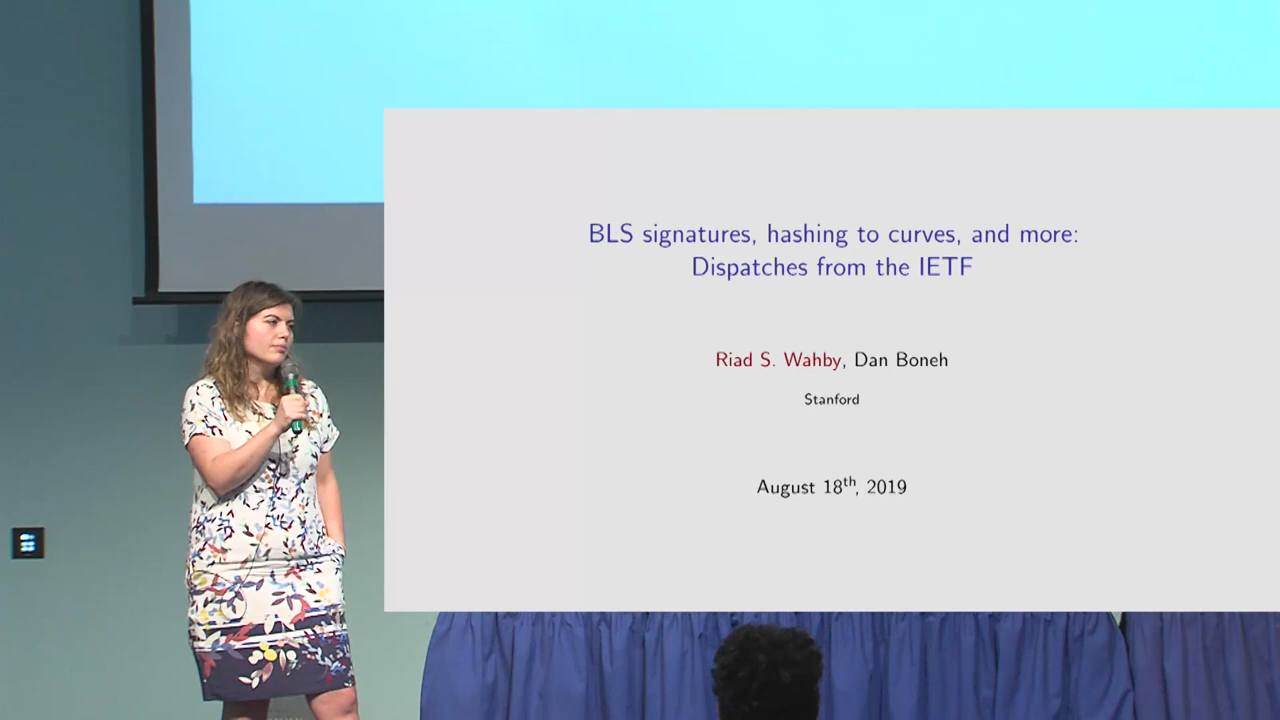 BLS signatures, hashing to curves, and more:
Dispatches from the IETF
Riad S. Wahby, Dan Boneh
Stanford
August 18th, 2019